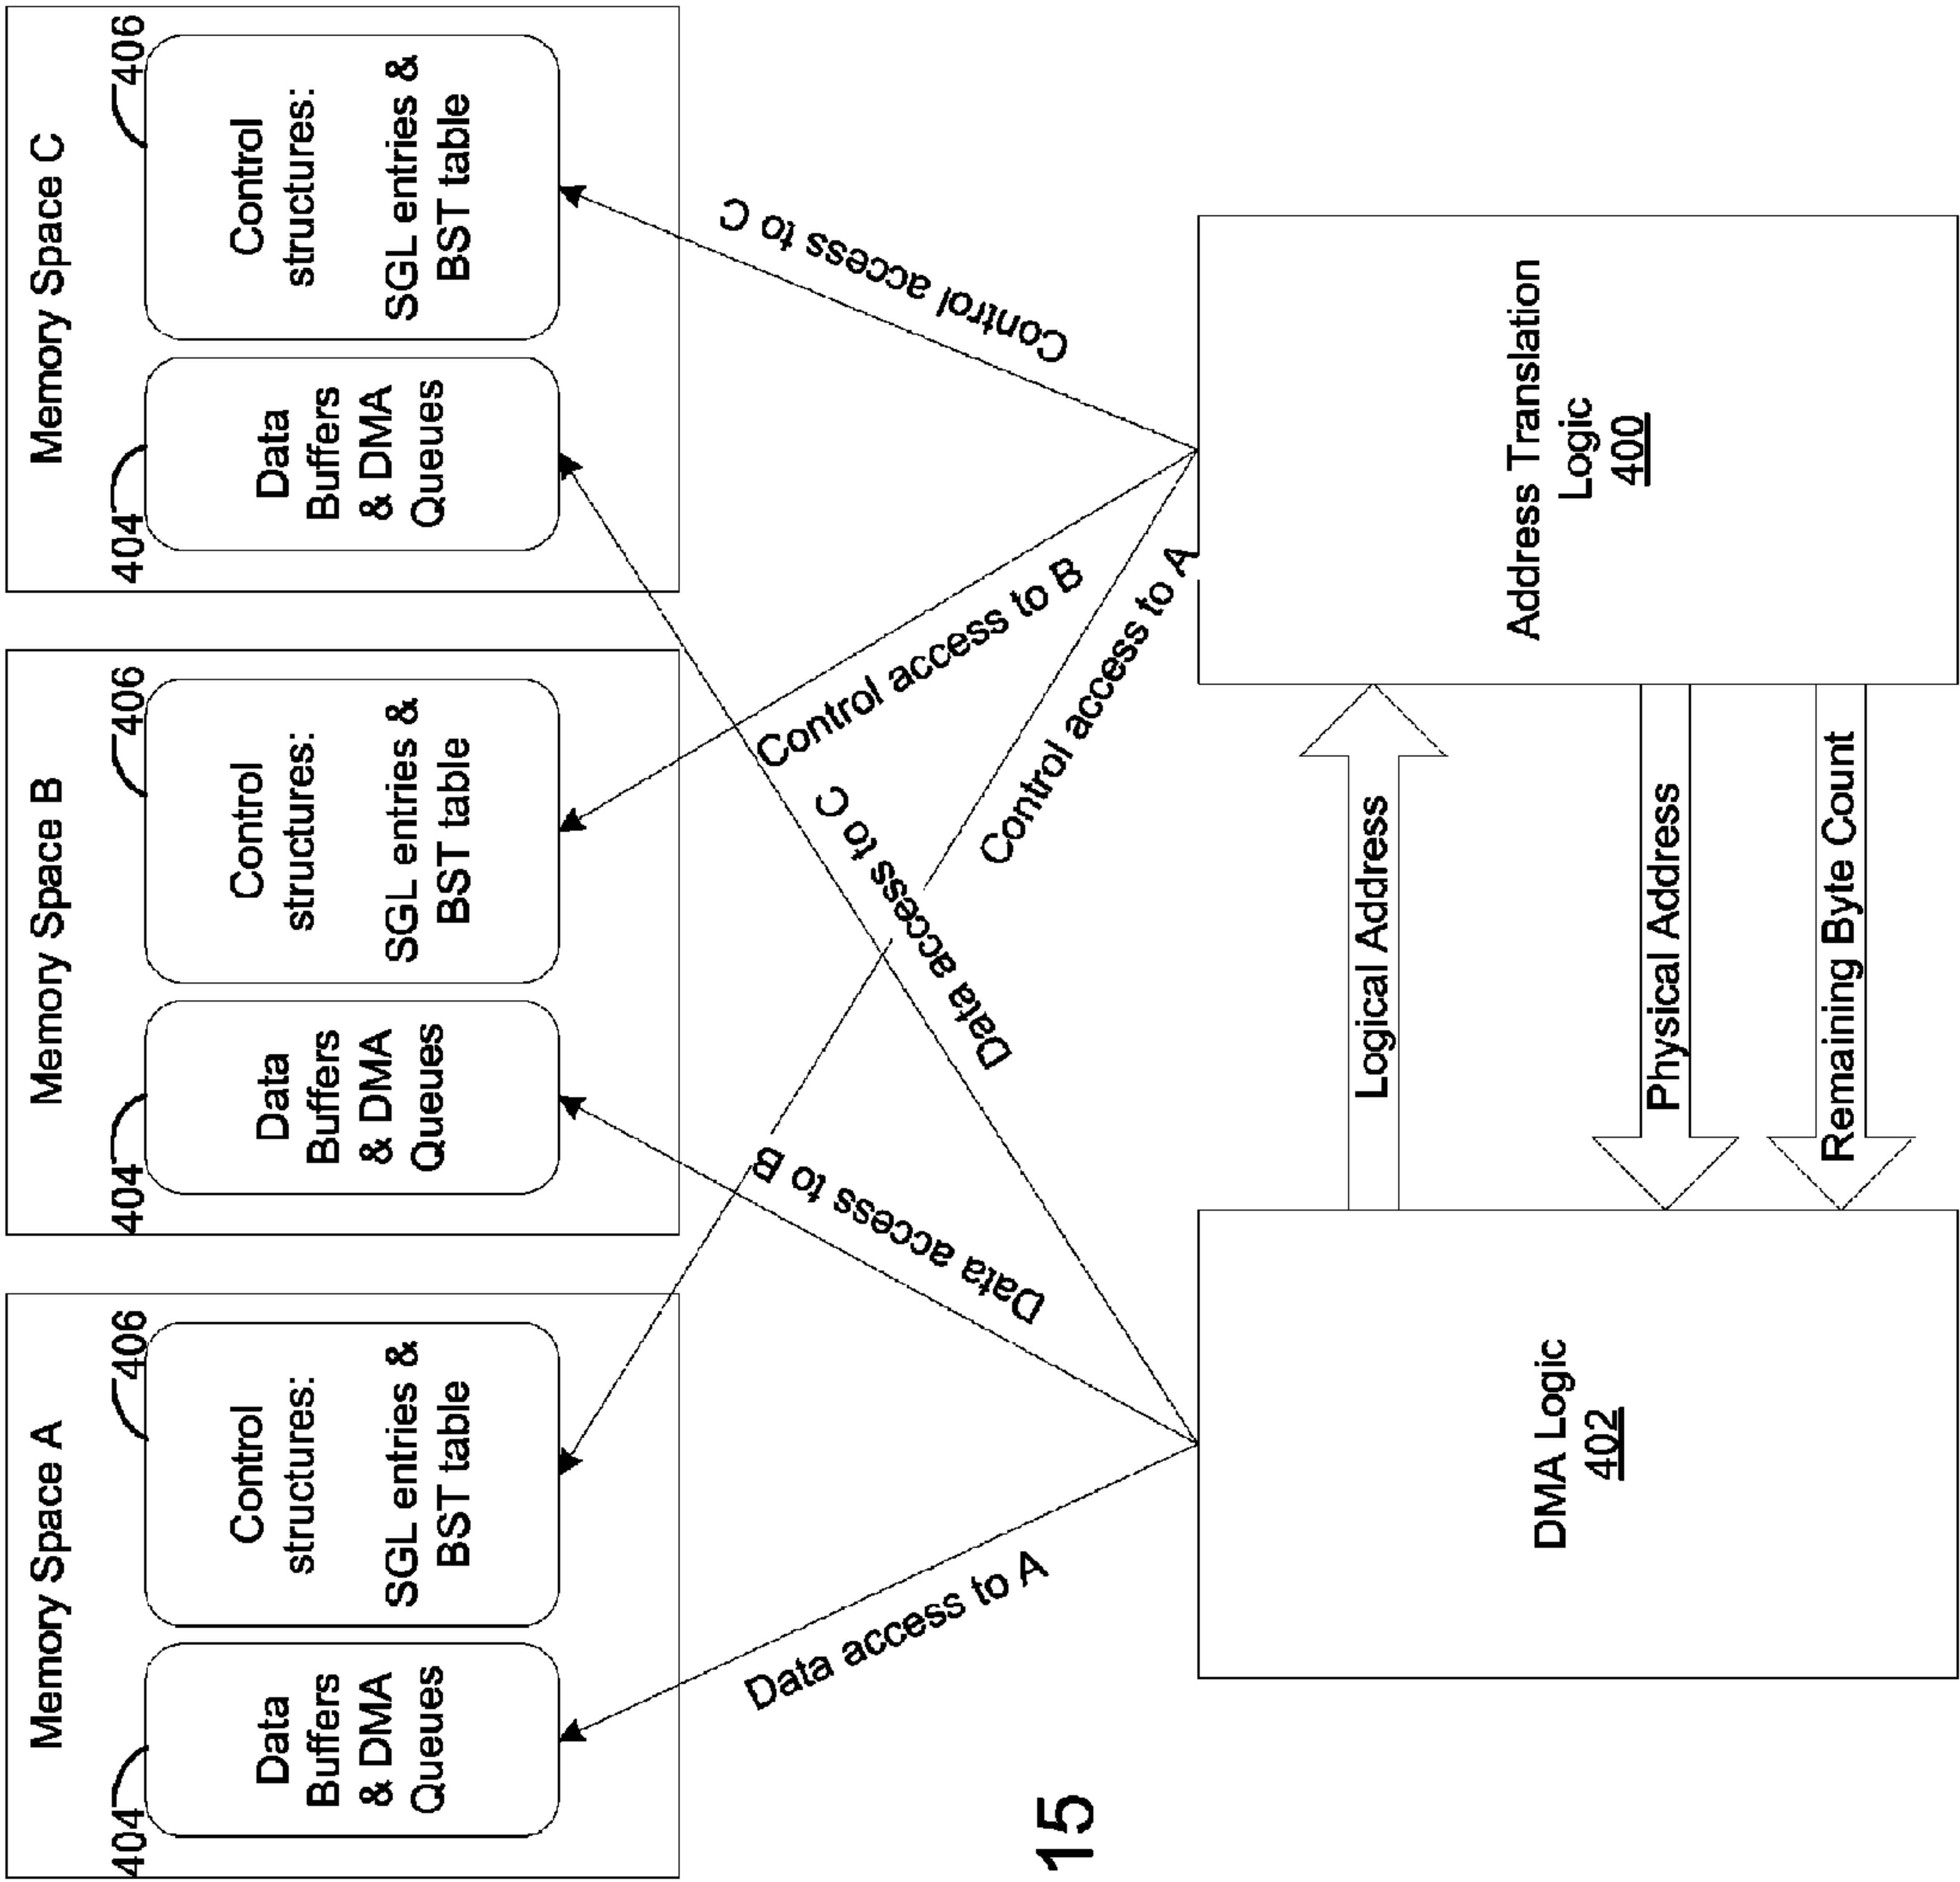 Memory Space A
404
406
Data
Buffers
& DMA
Queues
Control
structures:
SGL entries &
BST table
Memory Space B
404
406
Data
Buffers
& DMA
Queues
Control
structures:
SGL entries &
BST table
Memory Space C
404
406
Data
Buffers
& DMA
Queues
Control
structures:
SGL entries &
BST table
Data access to A
Data access to B
Data access to C
Control access to A
Control access to B
Control access to C
15
DMA Logic
402
Logical Address
Physical Address
Remaining Byte Count
Address Translation
Logic
400